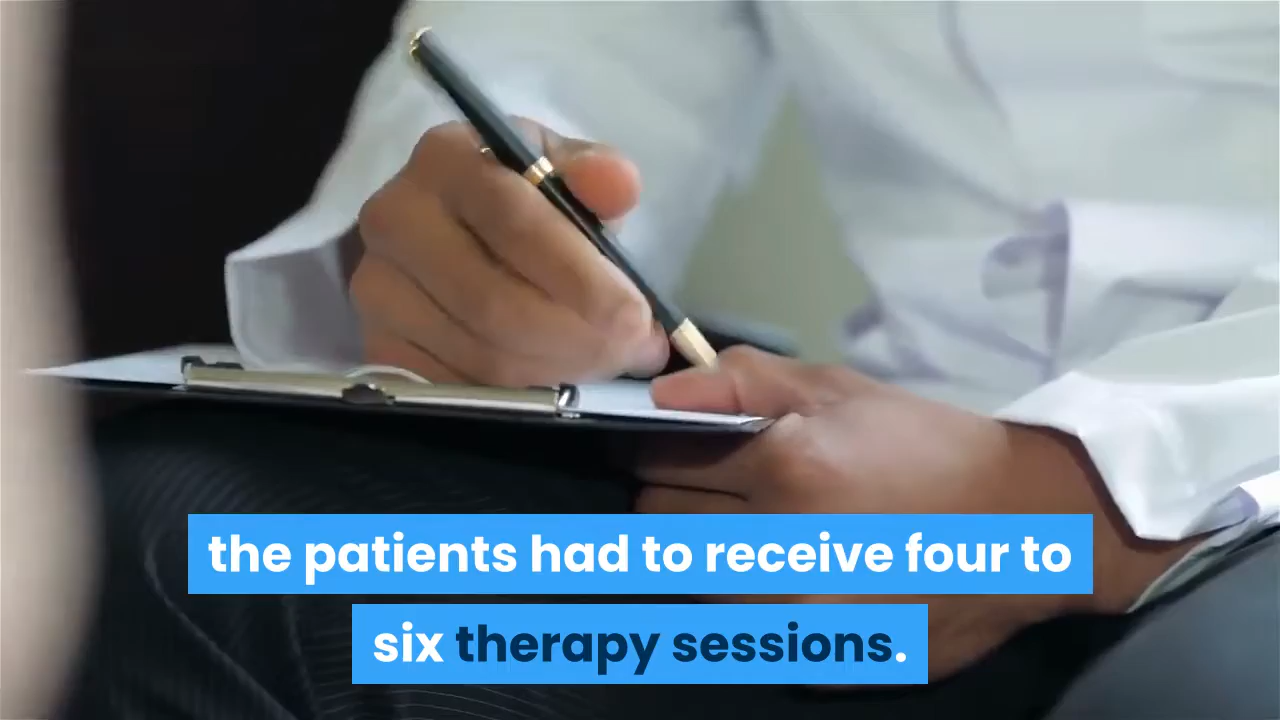 the patients had to receive four to
six therapy sessions.